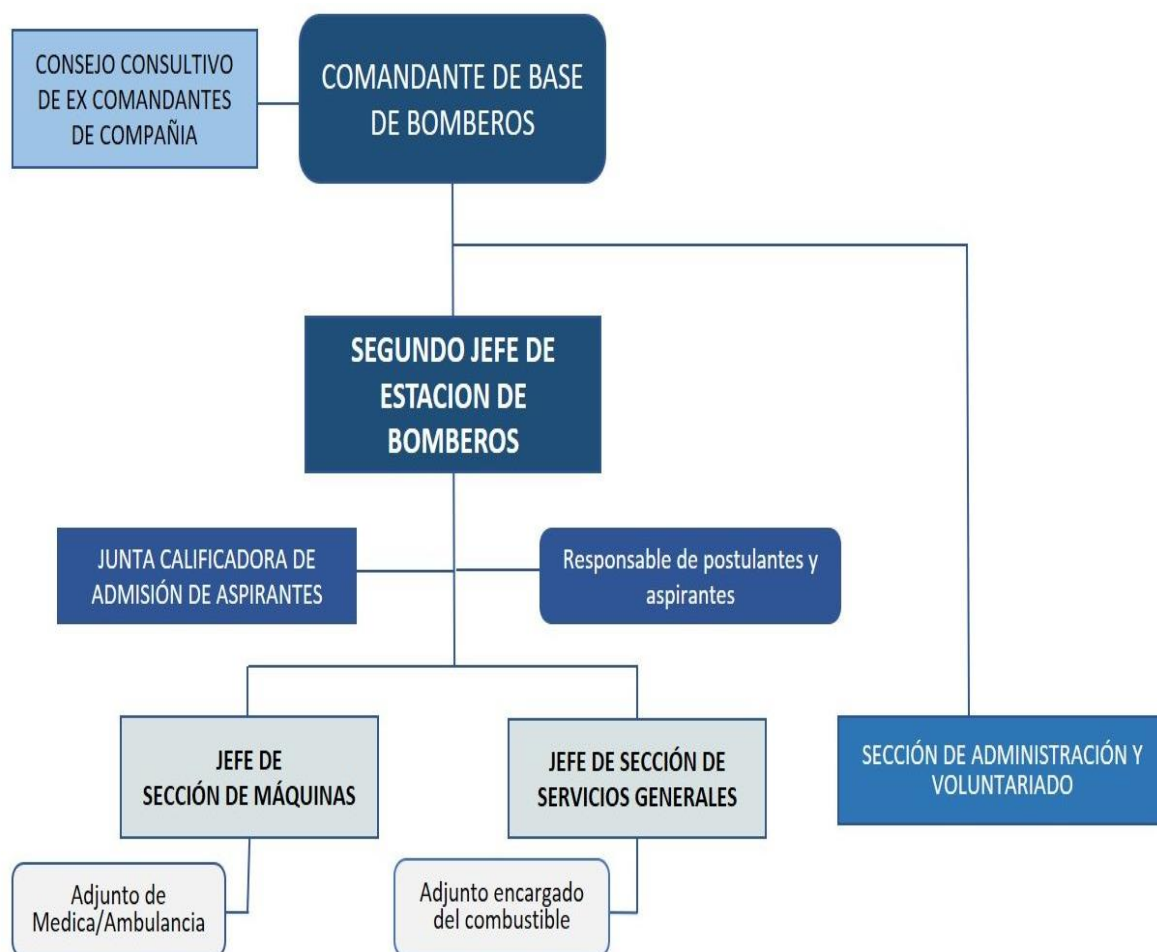 CONSEJO CONSULTIVO
DE EX COMANDANTES
DE COMPAÑIA
COMANDANTE DE BASE
DE BOMBEROS
SEGUNDO JEFE DE
ESTACION DE
BOMBEROS
JUNTA CALIFICADORA DE
ADMISIÓN DE ASPIRANTES
Responsable de postulantes y
aspirantes
JEFE DE
SECCIÓN DE MÁQUINAS
JEFE DE SECCIÓN DE
SERVICIOS GENERALES
SECCIÓN DE ADMINISTRACIÓN Y
VOLUNTARIADO
Adjunto de
Medica/Ambulancia
Adjunto encargado
del combustible